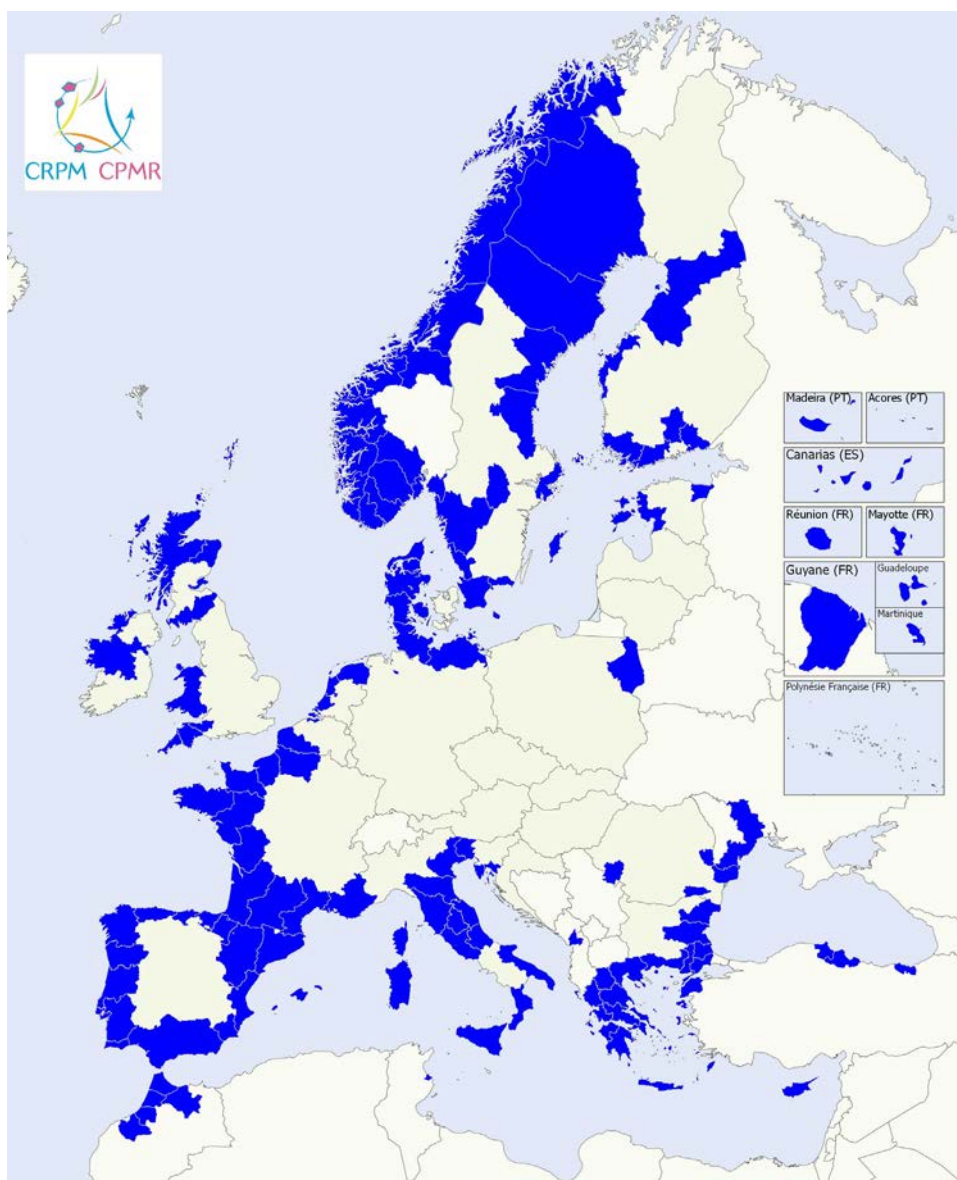 CRPM CPMR
Madeira (PT)
Acores (PT)
Canarias (ES)
Réunion (FR)
Mayotte (FR)
Guyane (FR)
Guadeloupe
Martinique
Polynésie Française (FR)